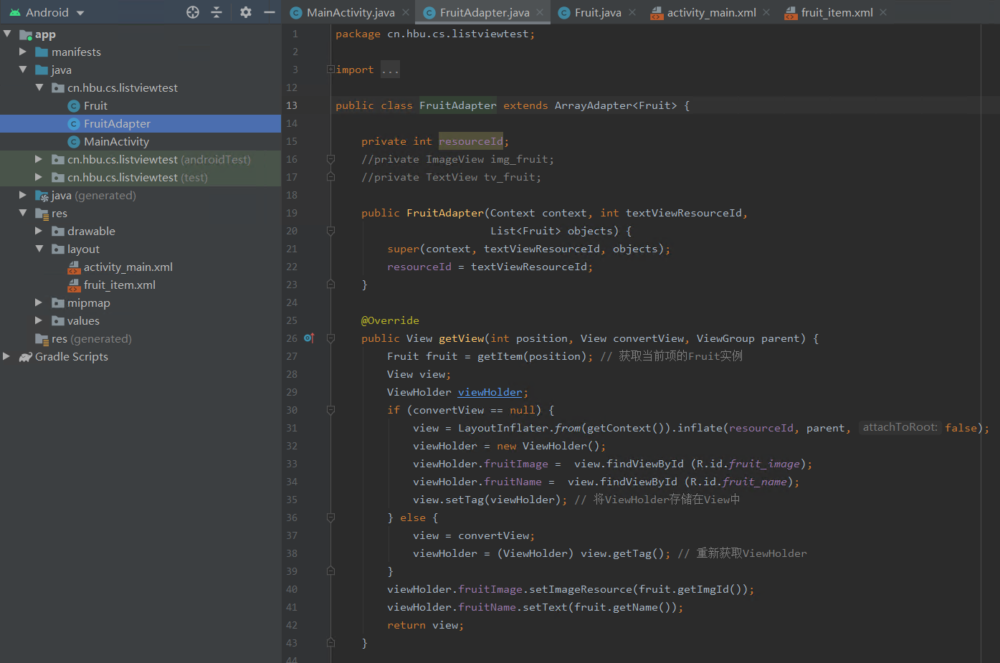 Android
MainActivity.java
FruitAdapter.java
Fruit.java
activity_main.xml
fruit_item.xml
app
manifests
java
cn.hbu.cs.listviewtest
Fruit
FruitAdapter
MainActivity
cn.hbu.cs.listviewtest (androidTest)
cn.hbu.cs.listviewtest (test)
java (generated)
res
drawable
layout
activity_main.xml
fruit_item.xml
mipmap
values
res (generated)
Gradle Scripts
1 package cn.hbu.cs.listviewtest;
2
3 import ...
12
13 public class FruitAdapter extends ArrayAdapter<Fruit> {
14
15 private int resourceId;
16 //private ImageView img_fruit;
17 //private TextView tv_fruit;
18
19 public FruitAdapter(Context context, int textViewResourceId,
20 List<Fruit> objects) {
21 super(context, textViewResourceId, objects);
22 resourceId = textViewResourceId;
23 }
24
25 @Override
26 public View getView(int position, View convertView, ViewGroup parent) {
27 Fruit fruit = getItem(position); // 获取当前项的Fruit实例
28 View view;
29 ViewHolder viewHolder;
30 if (convertView == null) {
31 view = LayoutInflater.from(getContext()).inflate(resourceId, parent, attachToRoot: false);
32 viewHolder = new ViewHolder();
33 viewHolder.fruitImage =  view.findViewById (R.id.fruit_image);
34 viewHolder.fruitName =  view.findViewById (R.id.fruit_name);
35 view.setTag(viewHolder); // 将ViewHolder存储在View中
36 } else {
37 view = convertView;
38 viewHolder = (ViewHolder) view.getTag(); // 重新获取ViewHolder
39 }
40 viewHolder.fruitImage.setImageResource(fruit.getImgId());
41 viewHolder.fruitName.setText(fruit.getName());
42 return view;
43 }
44